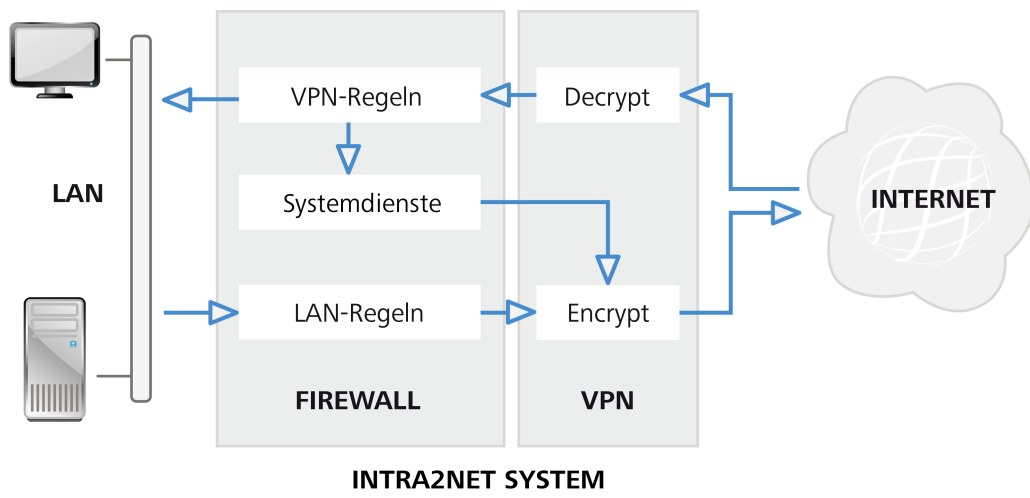 VPN-Regeln
Decrypt
LAN
Systemdienste
INTERNET
LAN-Regeln
Encrypt
FIREWALL
VPN
INTRA2NET SYSTEM